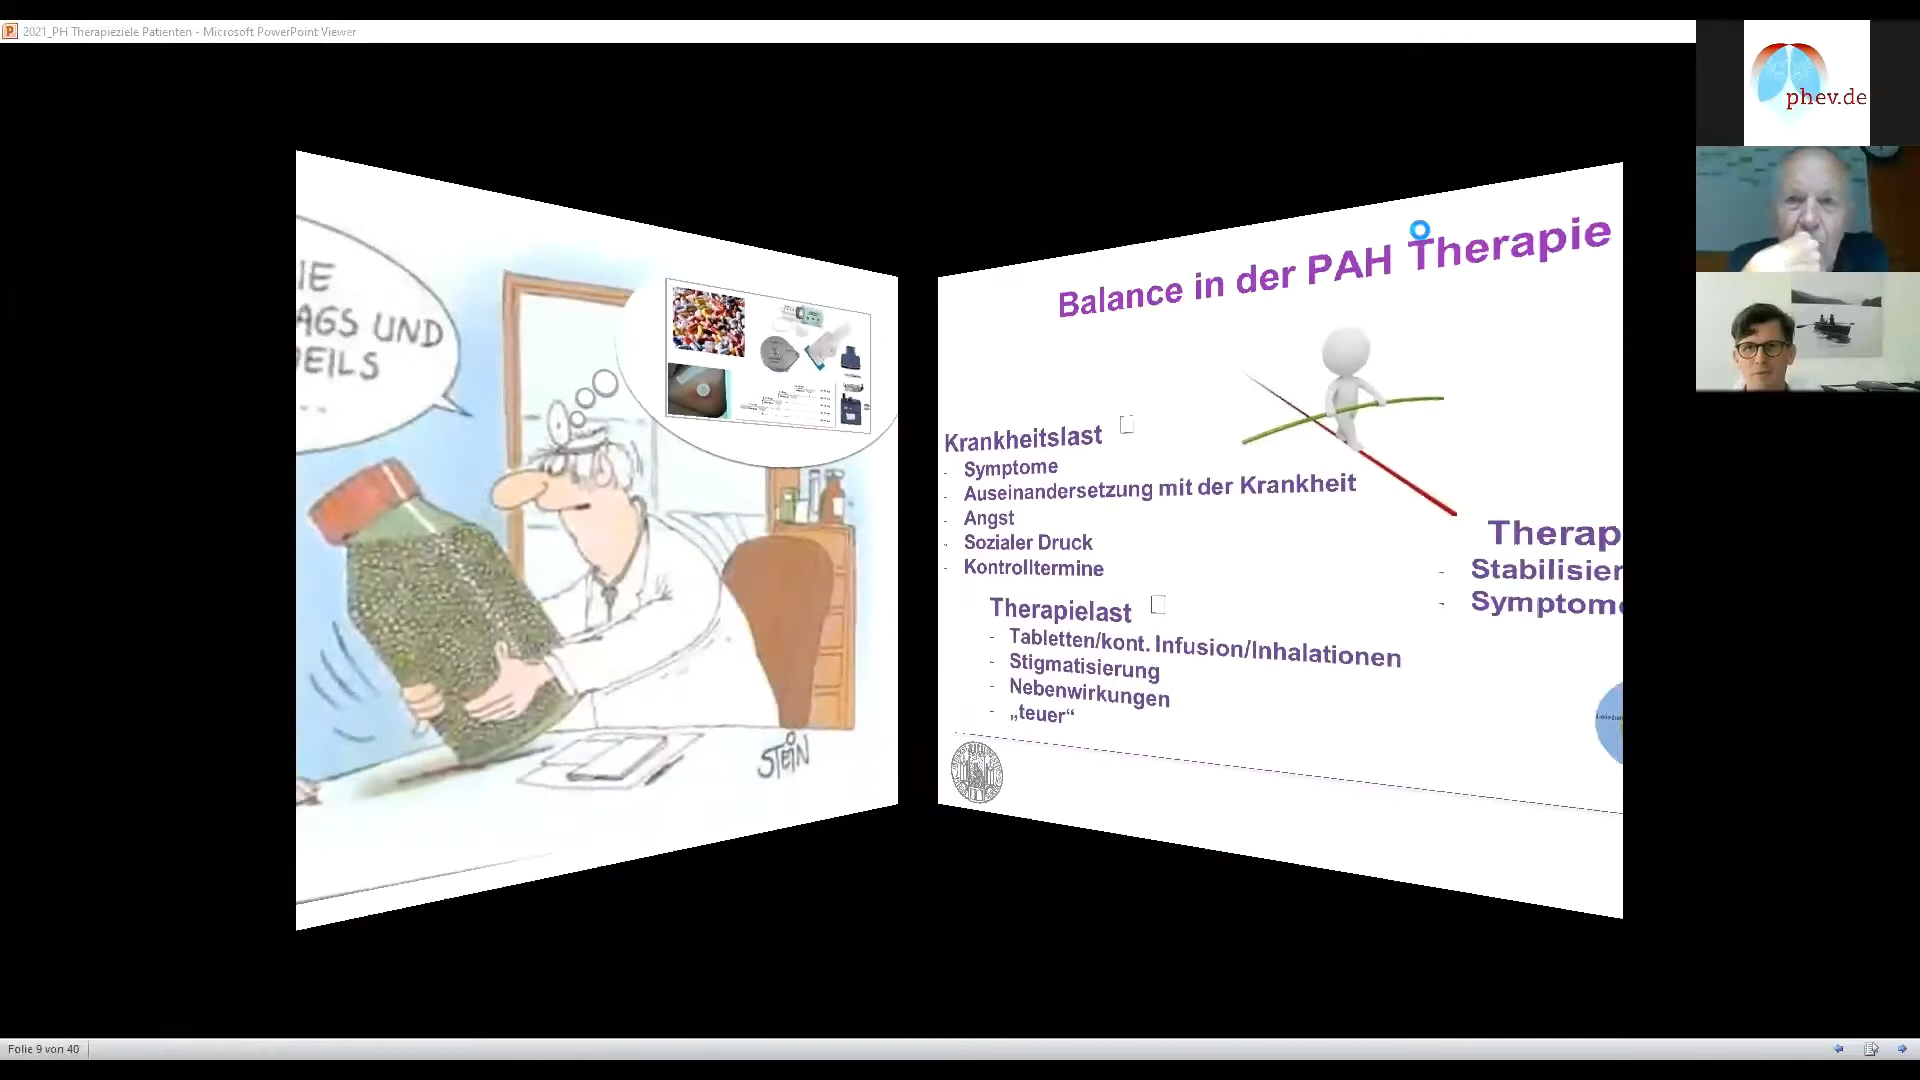 2021_PH Therapieziele Patienten - Microsoft PowerPoint Viewer
phev.de
IE
AGS UND
EILS
...
STEIN
Balance in der PAH Therapie
Krankheitslast
- Symptome
- Auseinandersetzung mit der Krankheit
- Angst
- Sozialer Druck
- Kontrolltermine
Therapielast
- Tabletten/kont. Infusion/Inhalationen
- Stigmatisierung
- Nebenwirkungen
- „teuer“
Therap
- Stabilisier
- Symptome
Folie 9 von 40